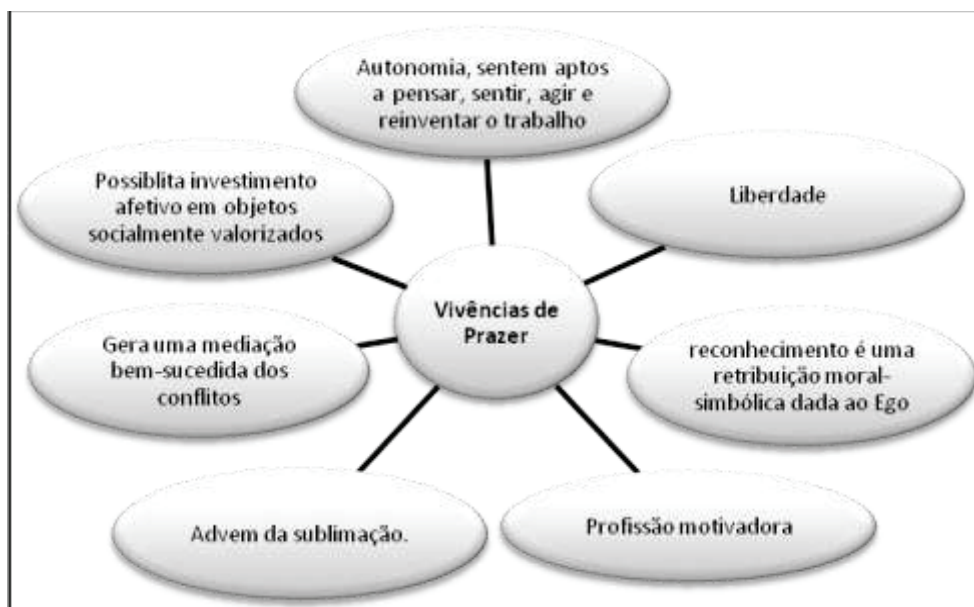 Autonomia, sentem aptos
a pensar, sentir, agir e
reinventar o trabalho
Possiblita investimento
afetivo em objetos
socialmente valorizados
Liberdade
Vivências de
Prazer
Gera uma mediação
bem-sucedida dos
conflitos
reconhecimento é uma
retribuição moral-
simbólica dada ao Ego
Advem da sublimação.
Profissão motivadora